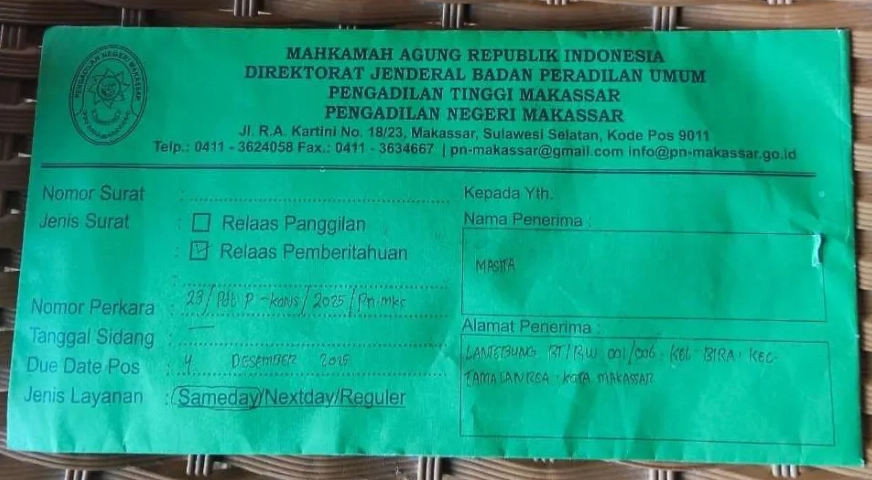 MAHKAMAH AGUNG REPUBLIK INDONESIA
DIREKTORAT JENDERAL BADAN PERADILAN UMUM
PENGADILAN TINGGI MAKASSAR
PENGADILAN NEGERI MAKASSAR
Jl. R.A. Kartini No. 18/23, Makassar, Sulawesi Selatan, Kode Pos 9011
Telp.: 0411 - 3624058 Fax.: 0411 - 3634667 | pn-makassar@gmail.com info@pn-makassar.go.id
PENGADILAN NEGERI MAKASSAR
Nomor Surat :
Jenis Surat : Relaas Panggilan
Relaas Pemberitahuan
:
Nomor Perkara : 23/Pdt.P-kons/2025/Pn mks
Tanggal Sidang : —
Due Date Pos : 4 DESEMBER 2025
Jenis Layanan : Sameday/Nextday/Reguler
Kepada Yth.
Nama Penerima :
MASITA
Alamat Penerima :
LANTEBUNG RT/RW 001/006 · KEL· BIRA · KEC·
TAMALANREA · KOTA MAKASSAR